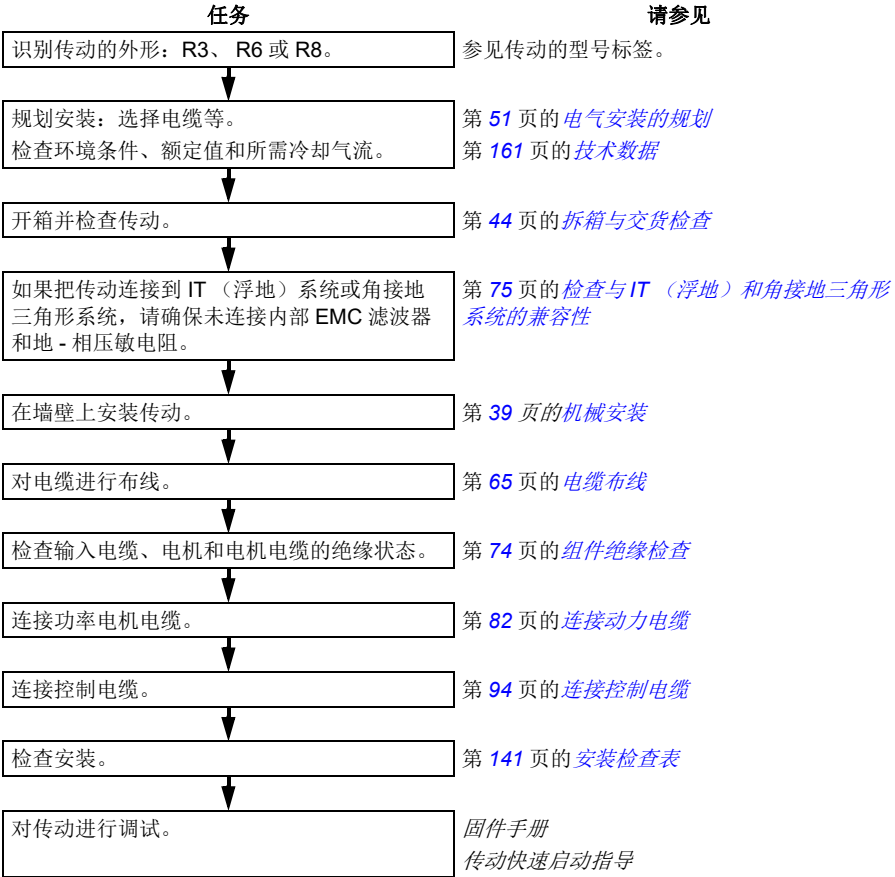 任务 请参见
识别传动的外形：R3、 R6 或 R8。 参见传动的型号标签。
规划安装：选择电缆等。 第 51 页的电气安装的规划
检查环境条件、额定值和所需冷却气流。 第 161 页的技术数据
开箱并检查传动。 第 44 页的拆箱与交货检查
如果把传动连接到 IT （浮地）系统或角接地 第 75 页的检查与 IT （浮地）和角接地三角形
三角形系统，请确保未连接内部 EMC 滤波器 系统的兼容性
和地 - 相压敏电阻。
在墙壁上安装传动。 第 39 页的机械安装
对电缆进行布线。 第 65 页的电缆布线
检查输入电缆、电机和电机电缆的绝缘状态。 第 74 页的组件绝缘检查
连接功率电机电缆。 第 82 页的连接动力电缆
连接控制电缆。 第 94 页的连接控制电缆
检查安装。 第 141 页的安装检查表
对传动进行调试。 固件手册
传动快速启动指导